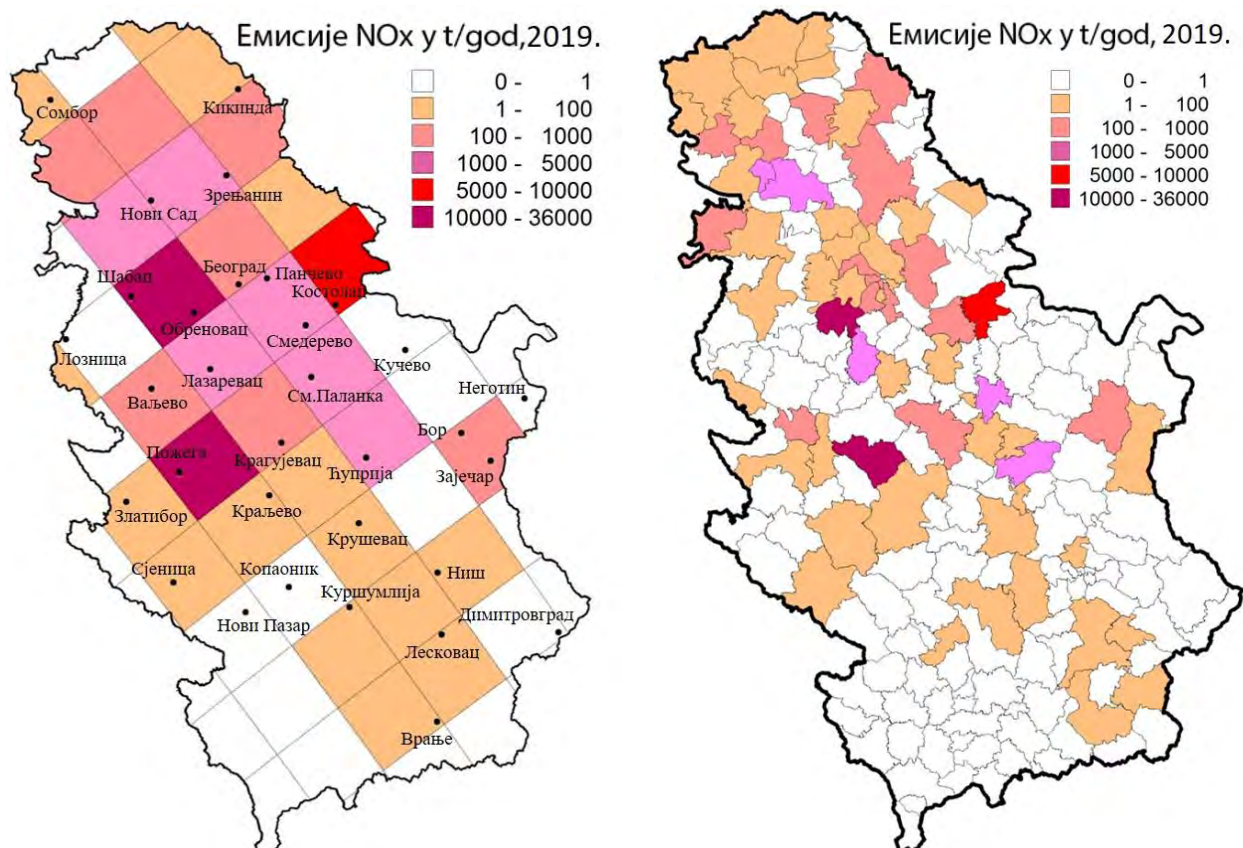 Емисије NOx у t/год,2019.
0 - 1
1 - 100
100 - 1000
1000 - 5000
5000 - 10000
10000 - 36000
Сомбор
Кикинда
Зрењанин
Нови Сад
Београд
Панчево
Шабац
Костолац
Обреновац
Смедерево
Лозница
Кучево
Лазаревац
Неготин
Ваљево
См.Паланка
Бор
Пожега
Крагујевац
Ћуприја
Зајечар
Златибор
Краљево
Крушевац
Сјеница
Копаоник
Ниш
Куршумлија
Нови Пазар
Димитровград
Лесковац
Врање
Емисије NOx у t/год, 2019.
0 - 1
1 - 100
100 - 1000
1000 - 5000
5000 - 10000
10000 - 36000